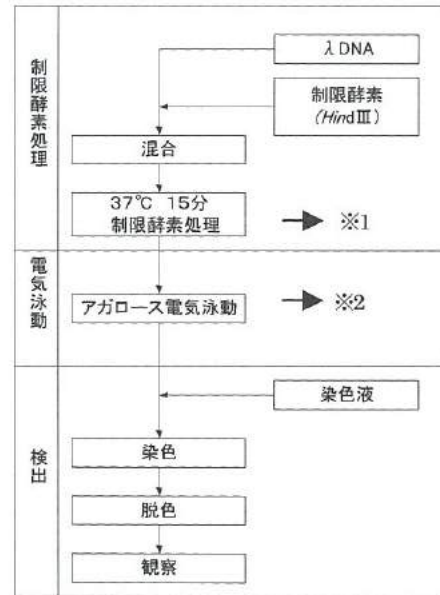 制限酵素処理
λDNA
制限酵素
(HindⅢ)
混合
37℃ 15分
制限酵素処理
※1
電気泳動
アガロース電気泳動
※2
検出
染色液
染色
脱色
観察